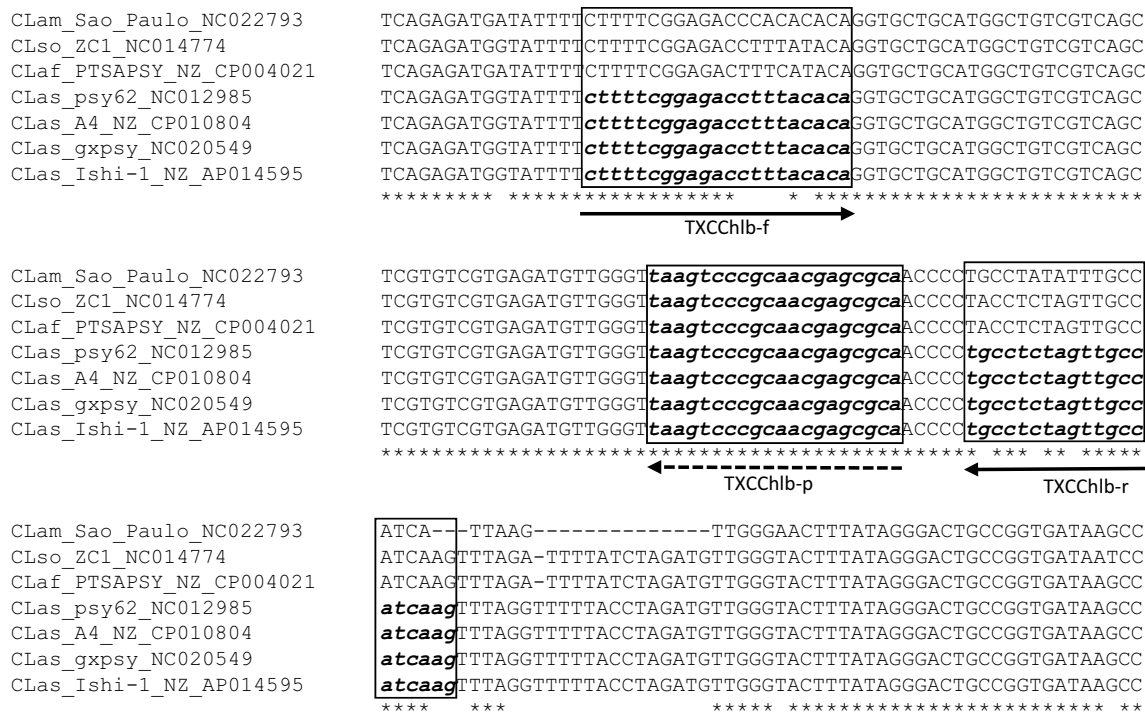 CLam_Sao_Paulo_NC022793 TCAGAGATGATATTTTCTTTTCGGAGACCCACACACAGGTGCTGCATGGCTGTCGTCAGC
CLso_ZC1_NC014774 TCAGAGATGGTATTTTCTTTTCGGAGACCTTTATACAGGTGCTGCATGGCTGTCGTCAGC
CLaf_PTSAPSY_NZ_CP004021 TCAGAGATGATATTTTCTTTTCGGAGACTTTCATACAGGTGCTGCATGGCTGTCGTCAGC
CLas_psy62_NC012985 TCAGAGATGGTATTTTcttttcggagacctttacacaGGTGCTGCATGGCTGTCGTCAGC
CLas_A4_NZ_CP010804 TCAGAGATGGTATTTTcttttcggagacctttacacaGGTGCTGCATGGCTGTCGTCAGC
CLas_gxpsy_NC020549 TCAGAGATGGTATTTTcttttcggagacctttacacaGGTGCTGCATGGCTGTCGTCAGC
CLas_Ishi-1_NZ_AP014595 TCAGAGATGGTATTTTcttttcggagacctttacacaGGTGCTGCATGGCTGTCGTCAGC
********* ******************    * ***************************
TXCChlb-f
CLam_Sao_Paulo_NC022793 TCGTGTCGTGAGATGTTGGGTtaagtcccgcaacgagcgcaACCCCTGCCTATATTTGCC
CLso_ZC1_NC014774 TCGTGTCGTGAGATGTTGGGTtaagtcccgcaacgagcgcaACCCCTACCTCTAGTTGCC
CLaf_PTSAPSY_NZ_CP004021 TCGTGTCGTGAGATGTTGGGTtaagtcccgcaacgagcgcaACCCCTACCTCTAGTTGCC
CLas_psy62_NC012985 TCGTGTCGTGAGATGTTGGGTtaagtcccgcaacgagcgcaACCCCtgcctctagttgcc
CLas_A4_NZ_CP010804 TCGTGTCGTGAGATGTTGGGTtaagtcccgcaacgagcgcaACCCCtgcctctagttgcc
CLas_gxpsy_NC020549 TCGTGTCGTGAGATGTTGGGTtaagtcccgcaacgagcgcaACCCCtgcctctagttgcc
CLas_Ishi-1_NZ_AP014595 TCGTGTCGTGAGATGTTGGGTtaagtcccgcaacgagcgcaACCCCtgcctctagttgcc
*********************************************** *** ** *****
TXCChlb-p TXCChlb-r
CLam_Sao_Paulo_NC022793 ATCA---TTAAG--------------TTGGGAACTTTATAGGGACTGCCGGTGATAAGCC
CLso_ZC1_NC014774 ATCAAGTTTAGA-TTTTATCTAGATGTTGGGTACTTTATAGGGACTGCCGGTGATAATCC
CLaf_PTSAPSY_NZ_CP004021 ATCAAGTTTAGA-TTTTATCTAGATGTTGGGTACTTTATAGGGACTGCCGGTGATAAGCC
CLas_psy62_NC012985 atcaagTTTAGGTTTTTACCTAGATGTTGGGTACTTTATAGGGACTGCCGGTGATAAGCC
CLas_A4_NZ_CP010804 atcaagTTTAGGTTTTTACCTAGATGTTGGGTACTTTATAGGGACTGCCGGTGATAAGCC
CLas_gxpsy_NC020549 atcaagTTTAGGTTTTTACCTAGATGTTGGGTACTTTATAGGGACTGCCGGTGATAAGCC
CLas_Ishi-1_NZ_AP014595 atcaagTTTAGGTTTTTACCTAGATGTTGGGTACTTTATAGGGACTGCCGGTGATAAGCC
****   ***                ***** ************************* **